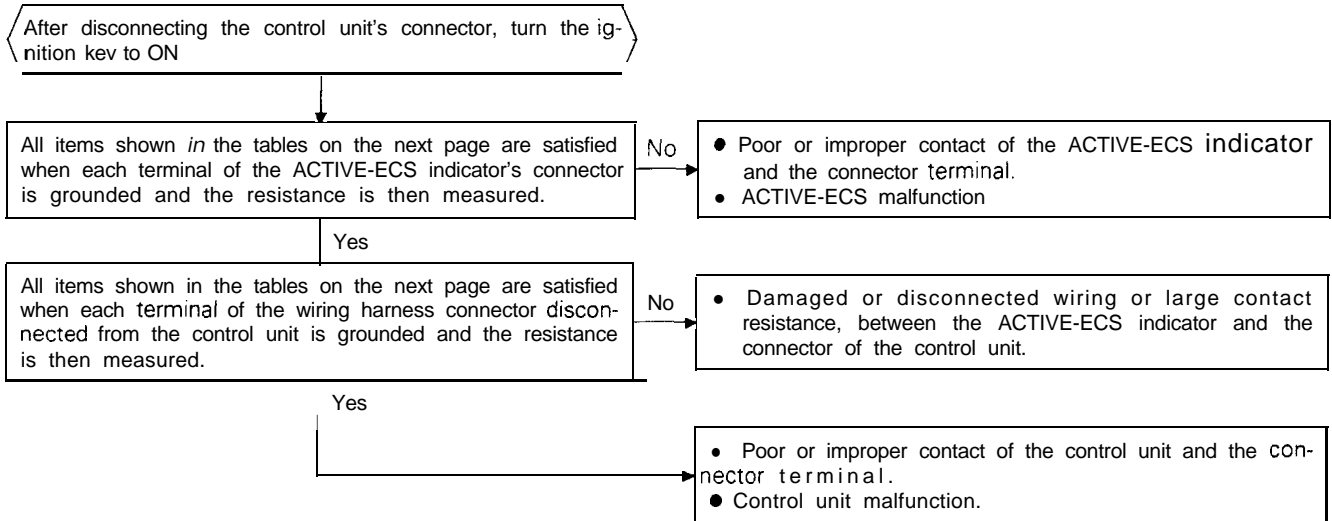 After disconnecting the control unit's connector, turn the ig-
nition kev to ON
All items shown in the tables on the next page are satisfied
when each terminal of the ACTIVE-ECS indicator's connector
is grounded and the resistance is then measured.
No
● Poor or improper contact of the ACTIVE-ECS indicator
and the connector terminal.
● ACTIVE-ECS malfunction
Yes
All items shown in the tables on the next page are satisfied
when each terminal of the wiring harness connector discon-
nected from the control unit is grounded and the resistance
is then measured.
No
● Damaged or disconnected wiring or large contact
resistance, between the ACTIVE-ECS indicator and the
connector of the control unit.
Yes
● Poor or improper contact of the control unit and the con-
nector terminal.
● Control unit malfunction.